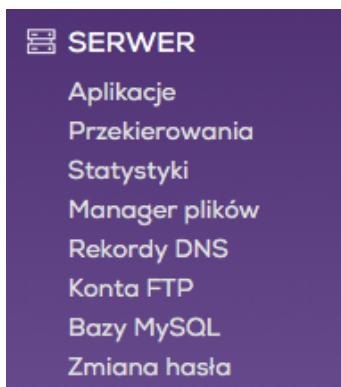 SERWER
Aplikacje
Przekierowania
Statystyki
Manager plików
Rekordy DNS
Konta FTP
Bazy MySQL
Zmiana hasła